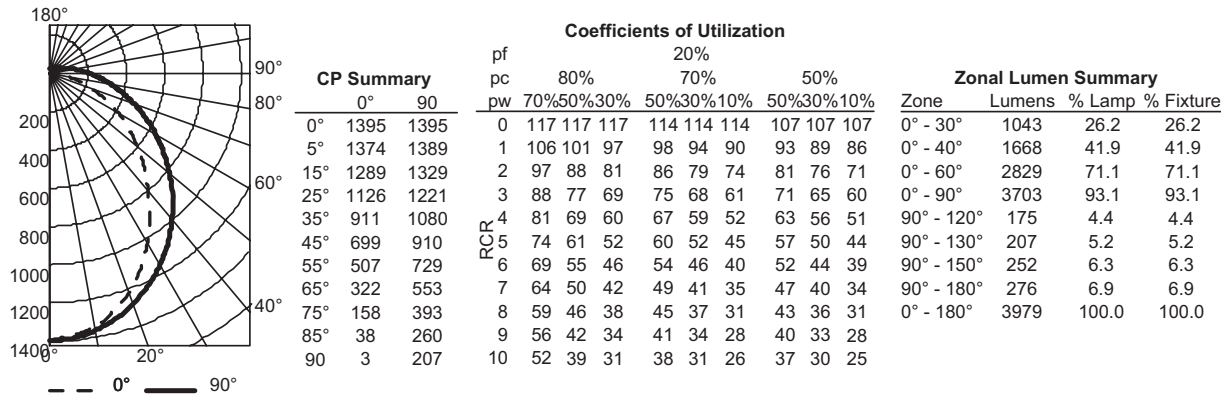 180°
90°
80°
60°
40°
20°
0°
200
400
600
800
1000
1200
1400
0° 90°
CP Summary
0° 90
0° 1395 1395
5° 1374 1389
15° 1289 1329
25° 1126 1221
35° 911 1080
45° 699 910
55° 507 729
65° 322 553
75° 158 393
85° 38 260
90 3 207
Coefficients of Utilization
pf 20%
pc 80% 70% 50%
pw 70%50%30% 50%30%10% 50%30%10%
RCR
0 117 117 117 114 114 114 107 107 107
1 106 101 97 98 94 90 93 89 86
2 97 88 81 86 79 74 81 76 71
3 88 77 69 75 68 61 71 65 60
4 81 69 60 67 59 52 63 56 51
5 74 61 52 60 52 45 57 50 44
6 69 55 46 54 46 40 52 44 39
7 64 50 42 49 41 35 47 40 34
8 59 46 38 45 37 31 43 36 31
9 56 42 34 41 34 28 40 33 28
10 52 39 31 38 31 26 37 30 25
Zonal Lumen Summary
Zone Lumens % Lamp % Fixture
0° - 30° 1043 26.2 26.2
0° - 40° 1668 41.9 41.9
0° - 60° 2829 71.1 71.1
0° - 90° 3703 93.1 93.1
90° - 120° 175 4.4 4.4
90° - 130° 207 5.2 5.2
90° - 150° 252 6.3 6.3
90° - 180° 276 6.9 6.9
0° - 180° 3979 100.0 100.0